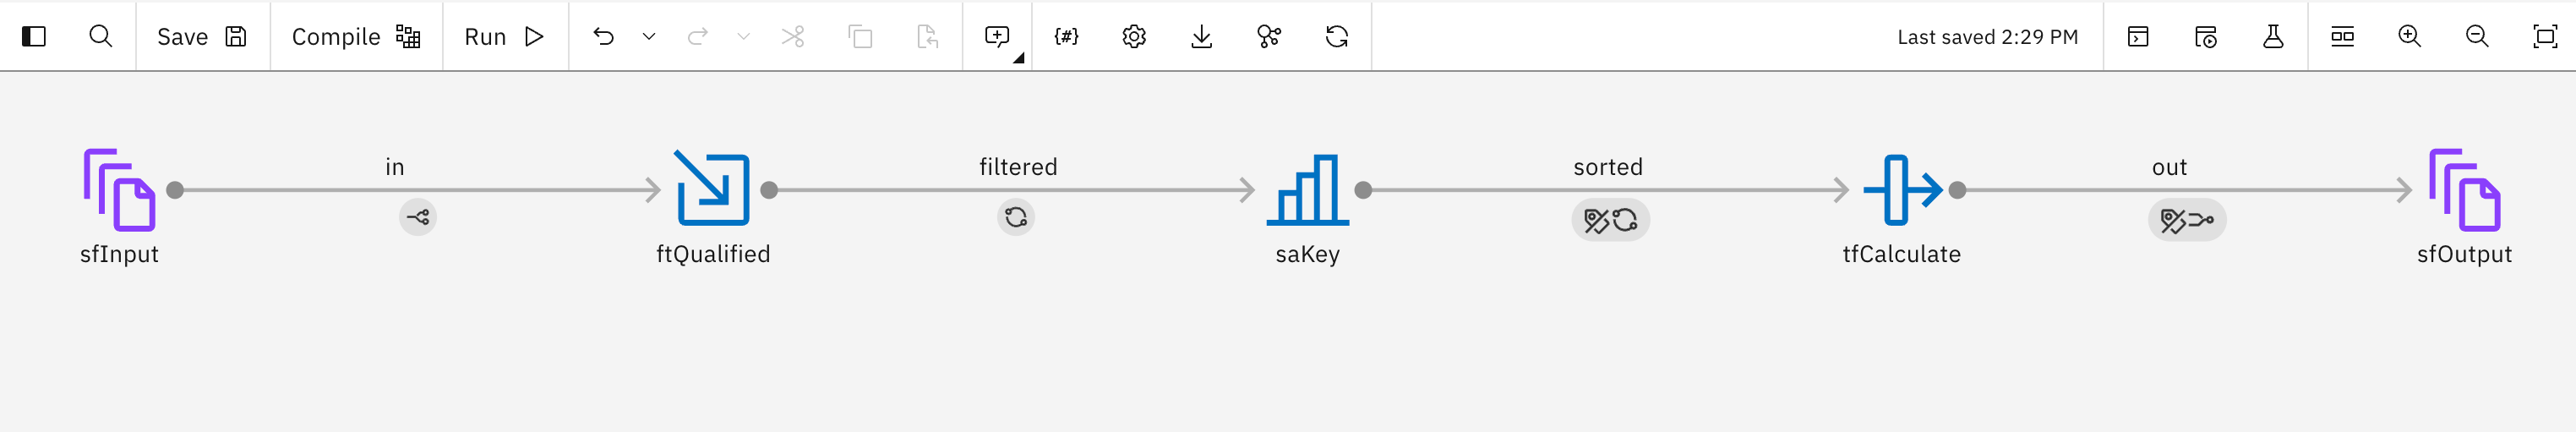 Save
Compile
Run
{#}
Last saved 2:29 PM
in
filtered
sorted
out
sfInput
ftQualified
saKey
tfCalculate
sfOutput